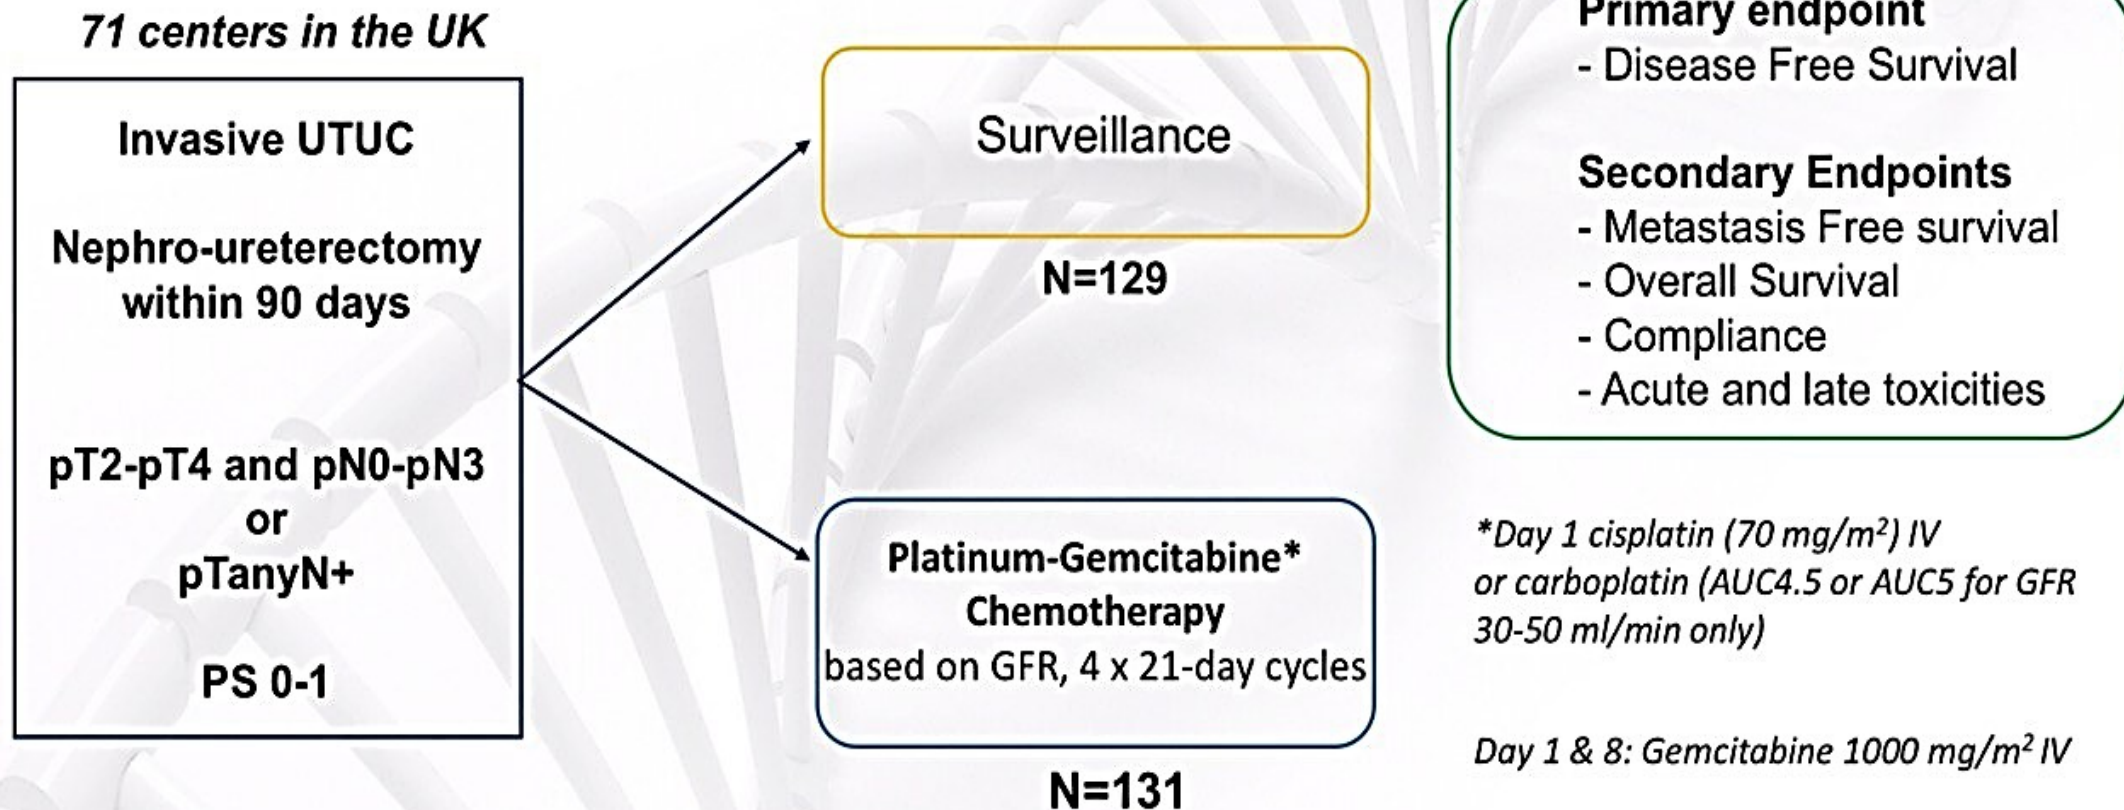 71 centers in the UK
Invasive UTUC
Nephro-ureterectomy
within 90 days
pT2-pT4 and pN0-pN3
or
pTanyN+
PS 0-1
Surveillance
N=129
Platinum-Gemcitabine*
Chemotherapy
based on GFR, 4 x 21-day cycles
N=131
Primary endpoint
- Disease Free Survival
Secondary Endpoints
- Metastasis Free survival
- Overall Survival
- Compliance
- Acute and late toxicities
*Day 1 cisplatin (70 mg/m²) IV
or carboplatin (AUC4.5 or AUC5 for GFR
30-50 ml/min only)
Day 1 & 8: Gemcitabine 1000 mg/m² IV